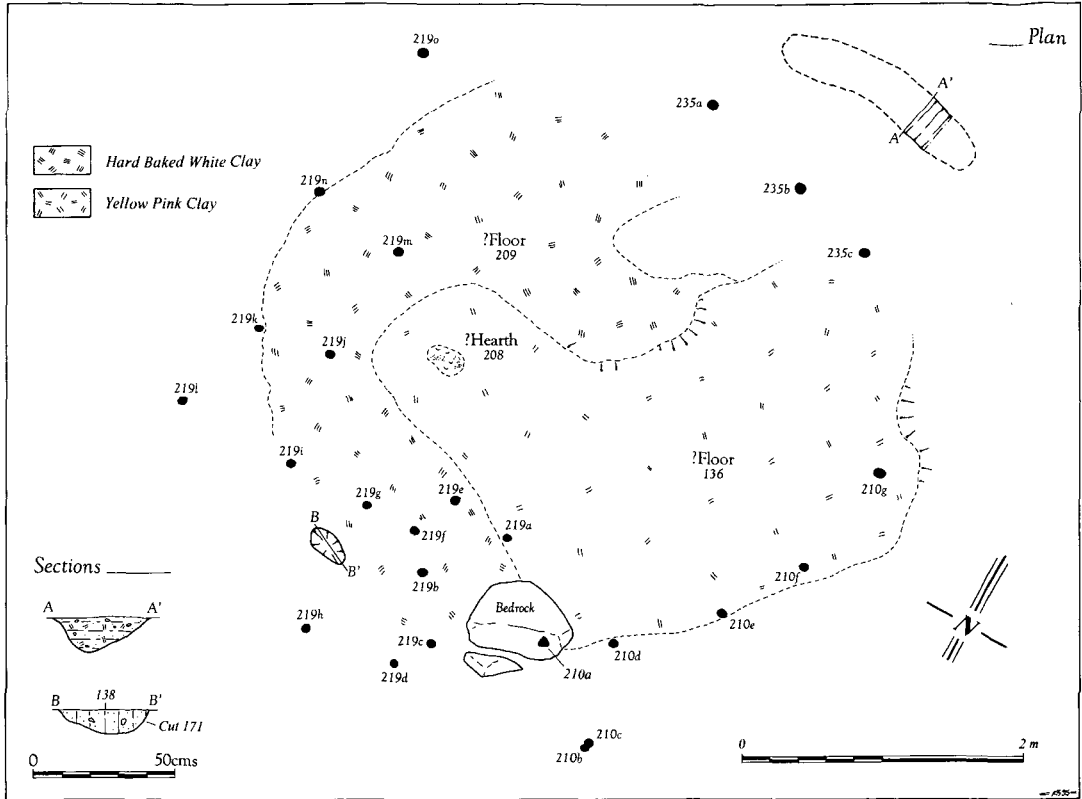 Plan
219o
235a
A'
A
Hard Baked White Clay
Yellow Pink Clay
219n
235b
219m
?Floor
209
235c
219k
219j
?Hearth
208
219l
219i
?Floor
136
210g
219g
219e
B
B'
219f
219a
219b
210f
Sections
A A'
219h
Bedrock
210e
N
219c
210d
219d
210a
B 138 B'
Cut 171
210c
210b
0 50cms
0 2 m